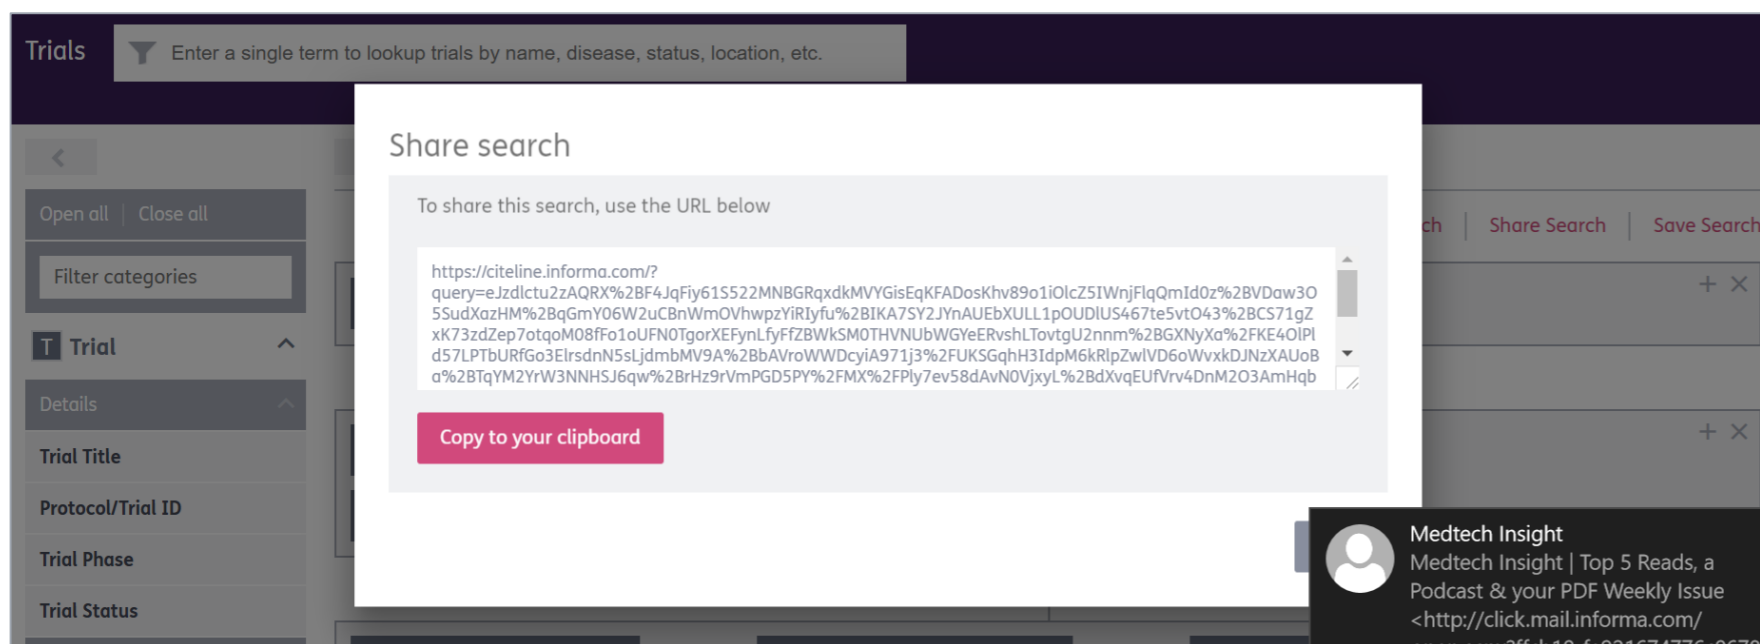 Trials
Enter a single term to lookup trials by name, disease, status, location, etc.
Share search
To share this search, use the URL below
https://citeline.informa.com/?
query=eJzdlctu2zAQRX%2BF4JqFiy61S522MNBGRqxdkMVYGisEqKFADosKhv89o1iOlcZ5IWnjFlqQmId0z%2BVDaw3O
5SudXazHM%2BqGmY06W2uCBnWmOVhwpzYiRIyfu%2BIKA7SY2JYnAUEbXULL1pOUDlUS467te5vtO43%2BCS71gZ
xK73zdZep7otqoM08fFo1oUFN0TgorXEFynLfyFfZBWkSM0THVNUbWGYeERvshLTovtgU2nnm%2BGXNyXa%2FKE4OlPl
d57LPTbURfGo3ElrsdnN5sLjdmbMV9A%2BbAVroWWDcyiA971j3%2FUKSGqhH3IdpM6kRlpZwlVD6oWvxkDJNzXAUoB
a%2BTqYM2YrW3NNHSJ6qw%2BrHz9rVmPGD5PY%2FMX%2FPly7ev58dAvN0VjxyL%2BdXvqEUfVrv4DnM2O3AmHqb
Copy to your clipboard
ch
Share Search
Save Search
Open all
Close all
Filter categories
T Trial
Details
Trial Title
Protocol/Trial ID
Trial Phase
Trial Status
Medtech Insight
Medtech Insight | Top 5 Reads, a
Podcast & your PDF Weekly Issue
<http://click.mail.informa.com/